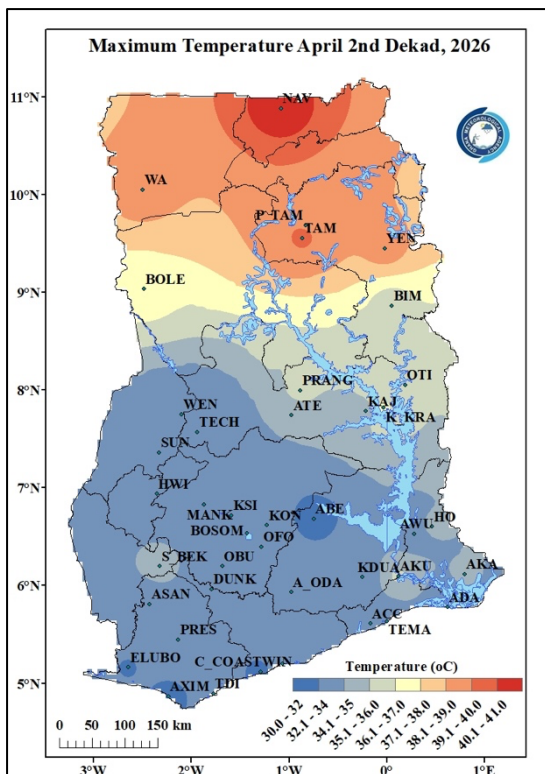 Maximum Temperature April 2nd Dekad, 2026
11°N
NAV
10°N
WA
P_TAM
TAM
YEN
9°N
BOLE
BIM
8°N
PRANG
OTI
ATE
KAJ
K_KRA
WEN
TECH
SUN
7°N
HWI
KSI
MANK
KON
ABE
BOSOM
OFO
AWU
HO
6°N
S_BEK
OBU
KDUA
AKU
AKA
DUNK
A_ODA
ADA
ASAN
ACC
TEMA
PRES
5°N
ELUBO
C_COAST
WIN
AXIM
TDI
Temperature (oC)
30.0 - 32
32.1 - 34
34.1 - 35
35.1 - 36.0
36.1 - 37.0
37.1 - 38.0
38.1 - 39.0
39.1 - 40.0
40.1 - 41.0
0 50 100 150 km
3°W 2°W 1°W 0° 1°E